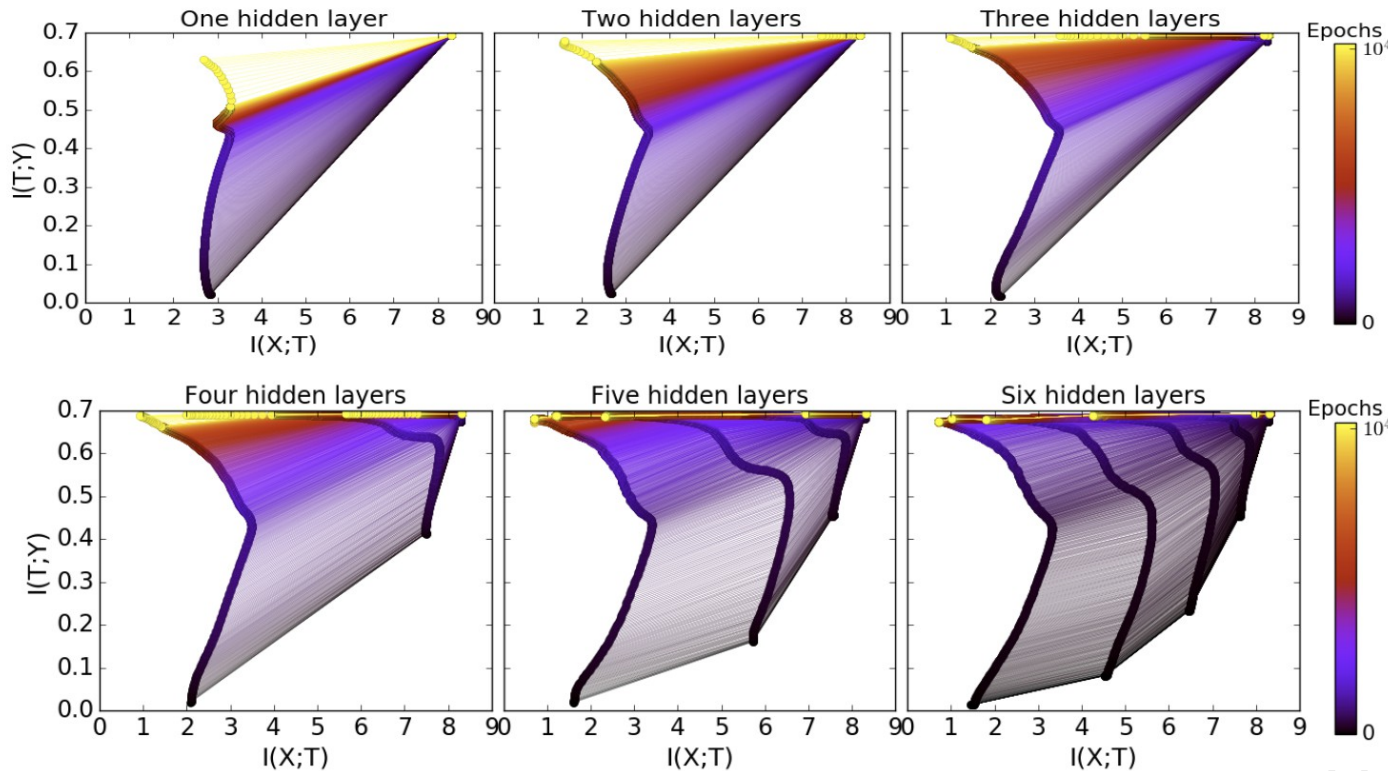 One hidden layer
Two hidden layers
Three hidden layers
Epochs
0.7
0.6
0.5
0.4
0.3
0.2
0.1
0.0
I(T;Y)
10⁴
0
0 1 2 3 4 5 6 7 8 9
0 1 2 3 4 5 6 7 8 9
0 1 2 3 4 5 6 7 8 9
I(X;T)
I(X;T)
I(X;T)
Four hidden layers
Five hidden layers
Six hidden layers
Epochs
0.7
0.6
0.5
0.4
0.3
0.2
0.1
0.0
I(T;Y)
10⁴
0
0 1 2 3 4 5 6 7 8 9
0 1 2 3 4 5 6 7 8 9
0 1 2 3 4 5 6 7 8 9
I(X;T)
I(X;T)
I(X;T)